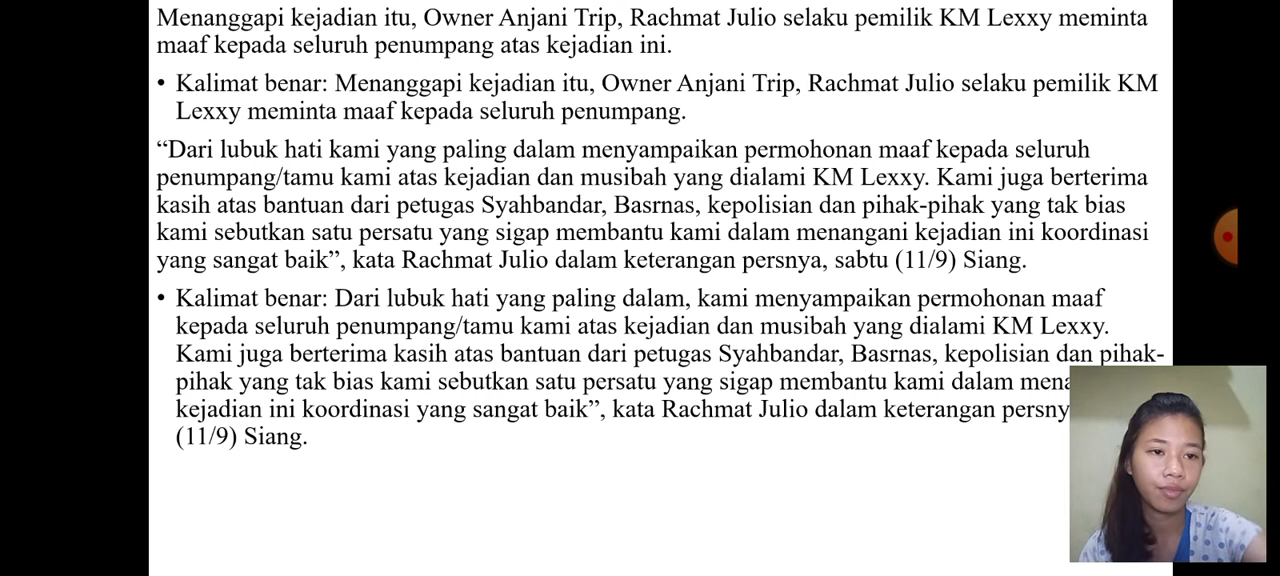 Menanggapi kejadian itu, Owner Anjani Trip, Rachmat Julio selaku pemilik KM Lexxy meminta
maaf kepada seluruh penumpang atas kejadian ini.
• Kalimat benar: Menanggapi kejadian itu, Owner Anjani Trip, Rachmat Julio selaku pemilik KM
Lexxy meminta maaf kepada seluruh penumpang.
“Dari lubuk hati kami yang paling dalam menyampaikan permohonan maaf kepada seluruh
penumpang/tamu kami atas kejadian dan musibah yang dialami KM Lexxy. Kami juga berterima
kasih atas bantuan dari petugas Syahbandar, Basrnas, kepolisian dan pihak-pihak yang tak bias
kami sebutkan satu persatu yang sigap membantu kami dalam menangani kejadian ini koordinasi
yang sangat baik”, kata Rachmat Julio dalam keterangan persnya, sabtu (11/9) Siang.
• Kalimat benar: Dari lubuk hati yang paling dalam, kami menyampaikan permohonan maaf
kepada seluruh penumpang/tamu kami atas kejadian dan musibah yang dialami KM Lexxy.
Kami juga berterima kasih atas bantuan dari petugas Syahbandar, Basrnas, kepolisian dan pihak-
pihak yang tak bias kami sebutkan satu persatu yang sigap membantu kami dalam
kejadian ini koordinasi yang sangat baik”, kata Rachmat Julio dalam keterangan
(11/9) Siang.